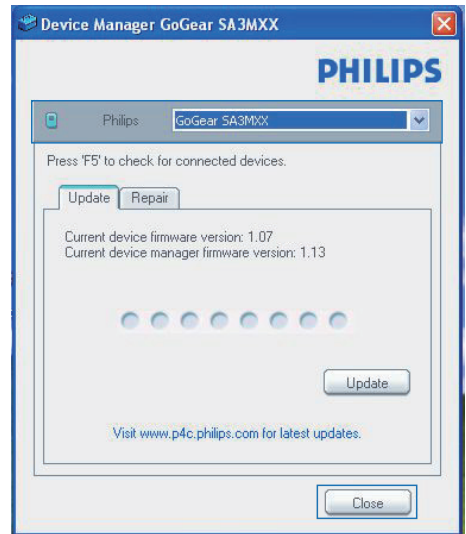 Device Manager GoGear SA3MXX
PHILIPS
Philips GoGear SA3MXX
Press 'F5' to check for connected devices.
Update Repair
Current device firmware version: 1.07
Current device manager firmware version: 1.13
Update
Visit www.p4c.philips.com for latest updates.
Close